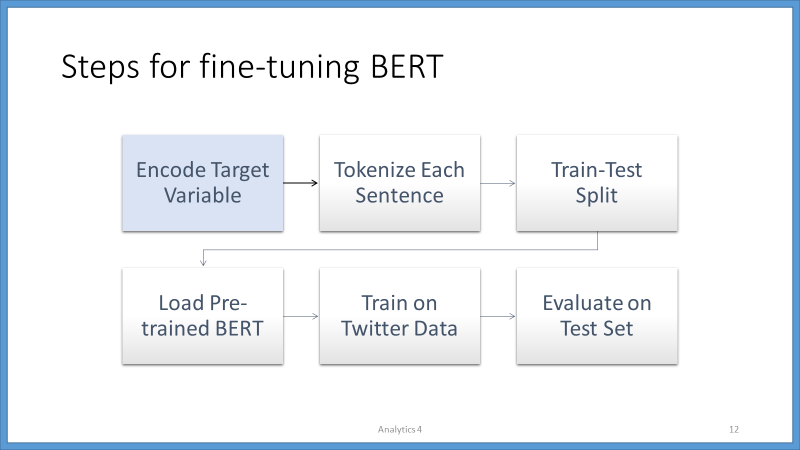 Steps for fine-tuning BERT
Encode Target
Variable
Tokenize Each
Sentence
Train-Test
Split
Load Pre-
trained BERT
Train on
Twitter Data
Evaluate on
Test Set
Analytics 4
12